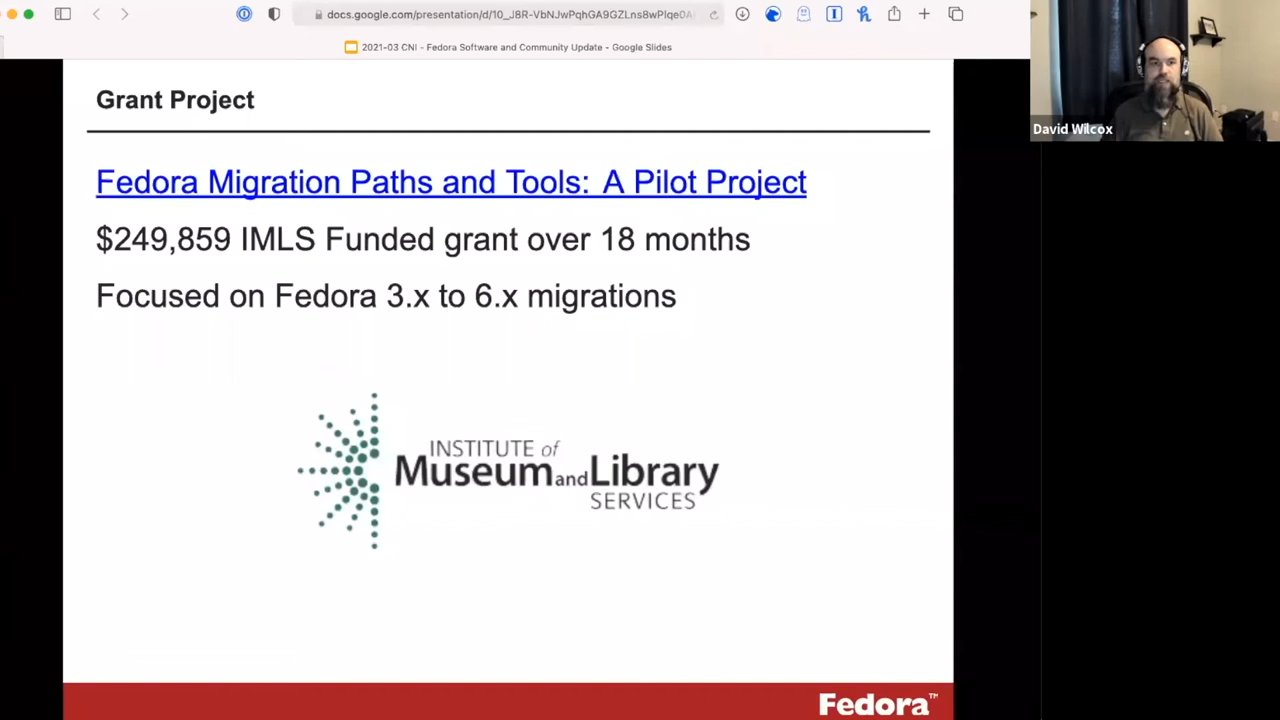 docs.google.com/presentation/d/10_J8R-VbNJwPqhGA9GZLns8wPlqe0A
2021-03 CNI - Fedora Software and Community Update - Google Slides
David Wilcox
Grant Project
Fedora Migration Paths and Tools: A Pilot Project
$249,859 IMLS Funded grant over 18 months
Focused on Fedora 3.x to 6.x migrations
INSTITUTE of
Museum and Library
SERVICES
Fedora™